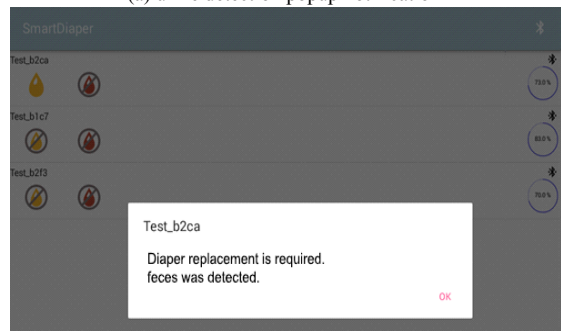 SmartDiaper
Test_b2ca
73.0 %
Test_b1c7
83.0 %
Test_b2f3
70.0 %
Test_b2ca
Diaper replacement is required.
feces was detected.
OK